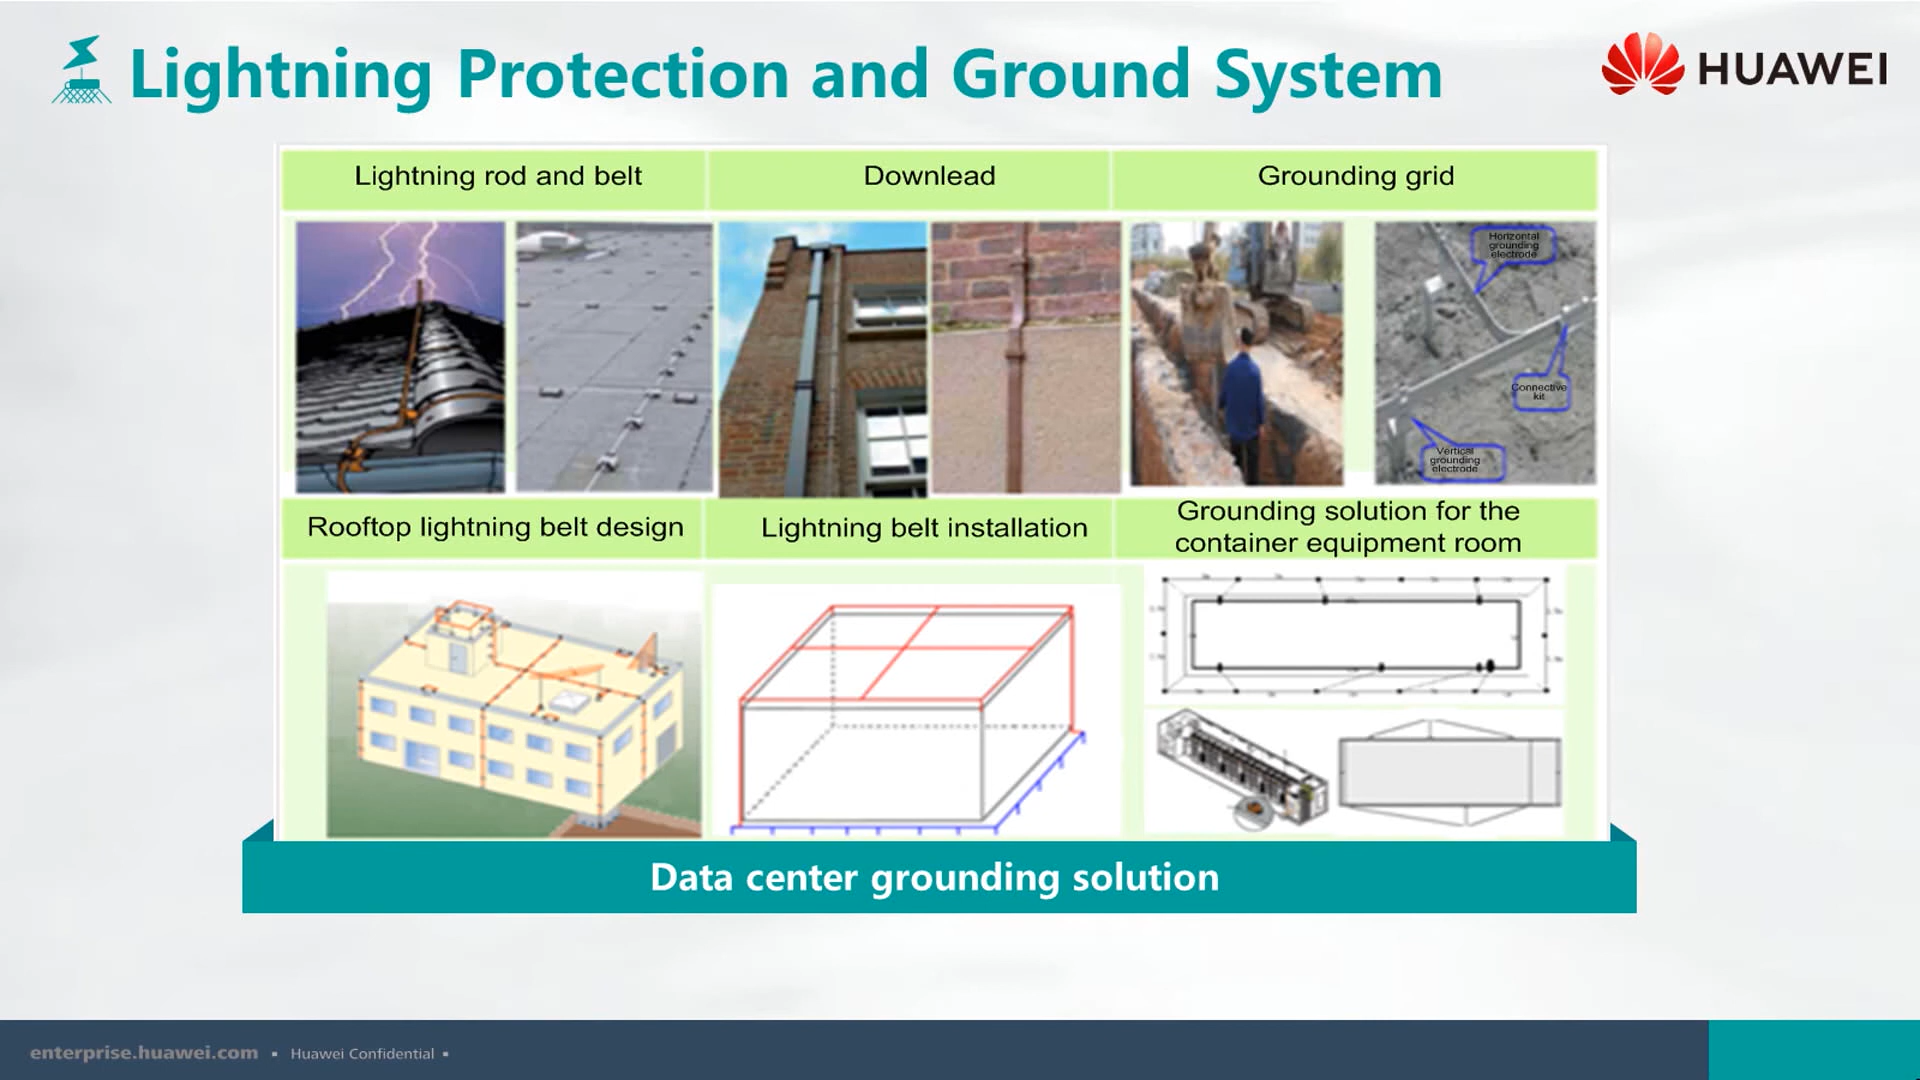 Lightning Protection and Ground System
HUAWEI
Lightning rod and belt
Downlead
Grounding grid
Horizontal
grounding
electrode
Connective
kit
Vertical
grounding
electrode
Rooftop lightning belt design
Lightning belt installation
Grounding solution for the
container equipment room
Data center grounding solution
enterprise.huawei.com ▪ Huawei Confidential ▪